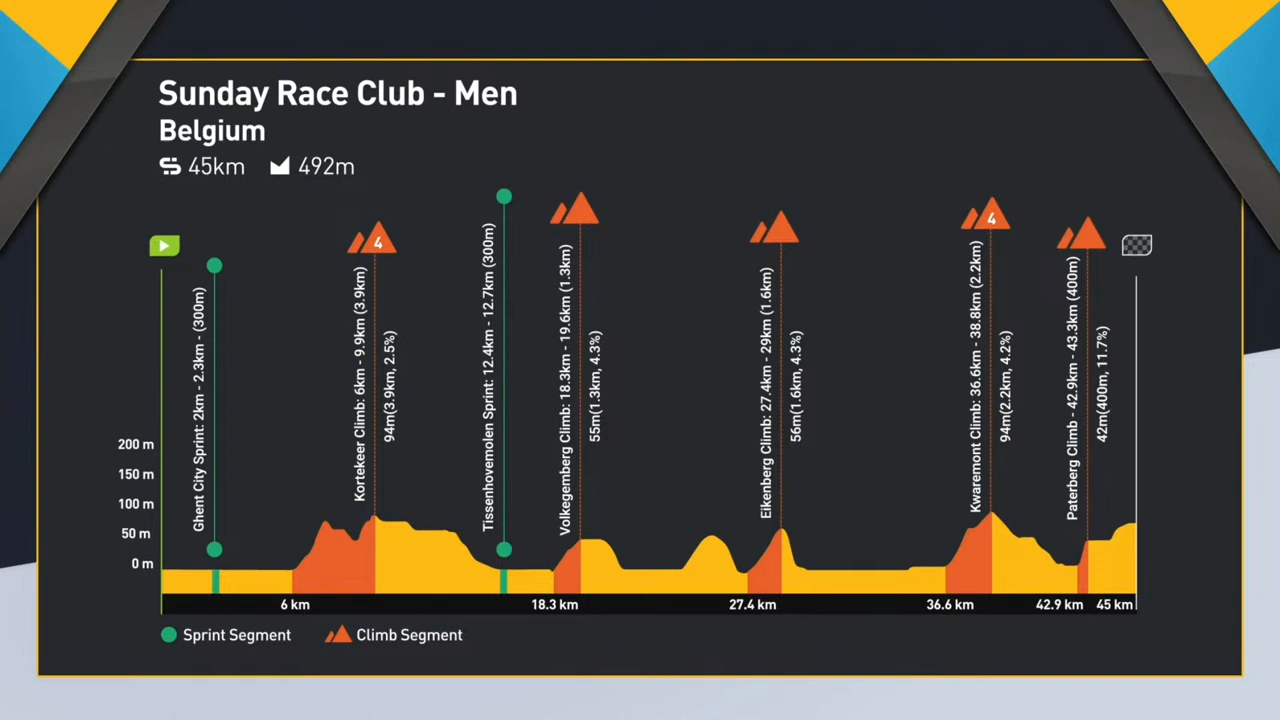 Sunday Race Club - Men
Belgium
45km 492m
Ghent City Sprint: 2km - 2.3km - (300m)
4
Kortekeer Climb: 6km - 9.9km (3.9km)
94m(3.9km, 2.5%)
Tissenhovemolen Sprint: 12.4km - 12.7km (300m)
Volkegemberg Climb: 18.3km - 19.6km (1.3km)
55m(1.3km, 4.3%)
Eikenberg Climb: 27.4km - 29km (1.6km)
56m(1.6km, 4.3%)
4
Kwaremont Climb: 36.6km - 38.8km (2.2km)
94m(2.2km, 4.2%)
Paterberg Climb - 42.9km - 43.3km (400m)
42m(400m, 11.7%)
200 m
150 m
100 m
50 m
0 m
6 km 18.3 km 27.4 km 36.6 km 42.9 km 45 km
Sprint Segment Climb Segment